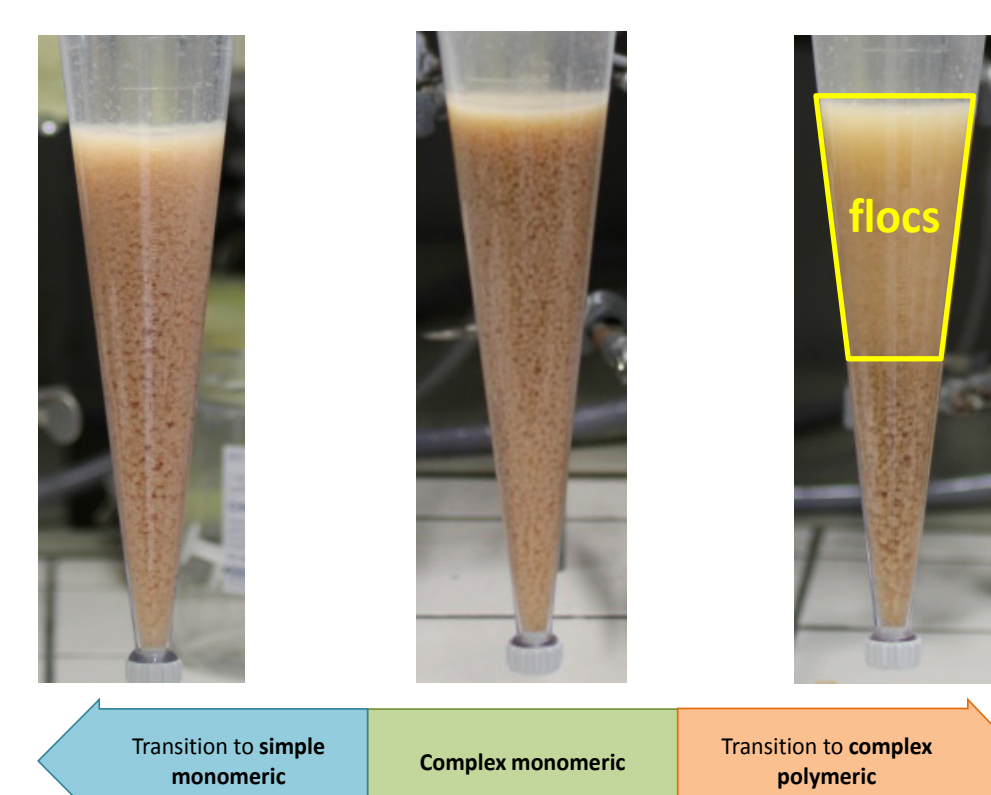 flocs
Transition to simple
monomeric
Complex monomeric
Transition to complex
polymeric